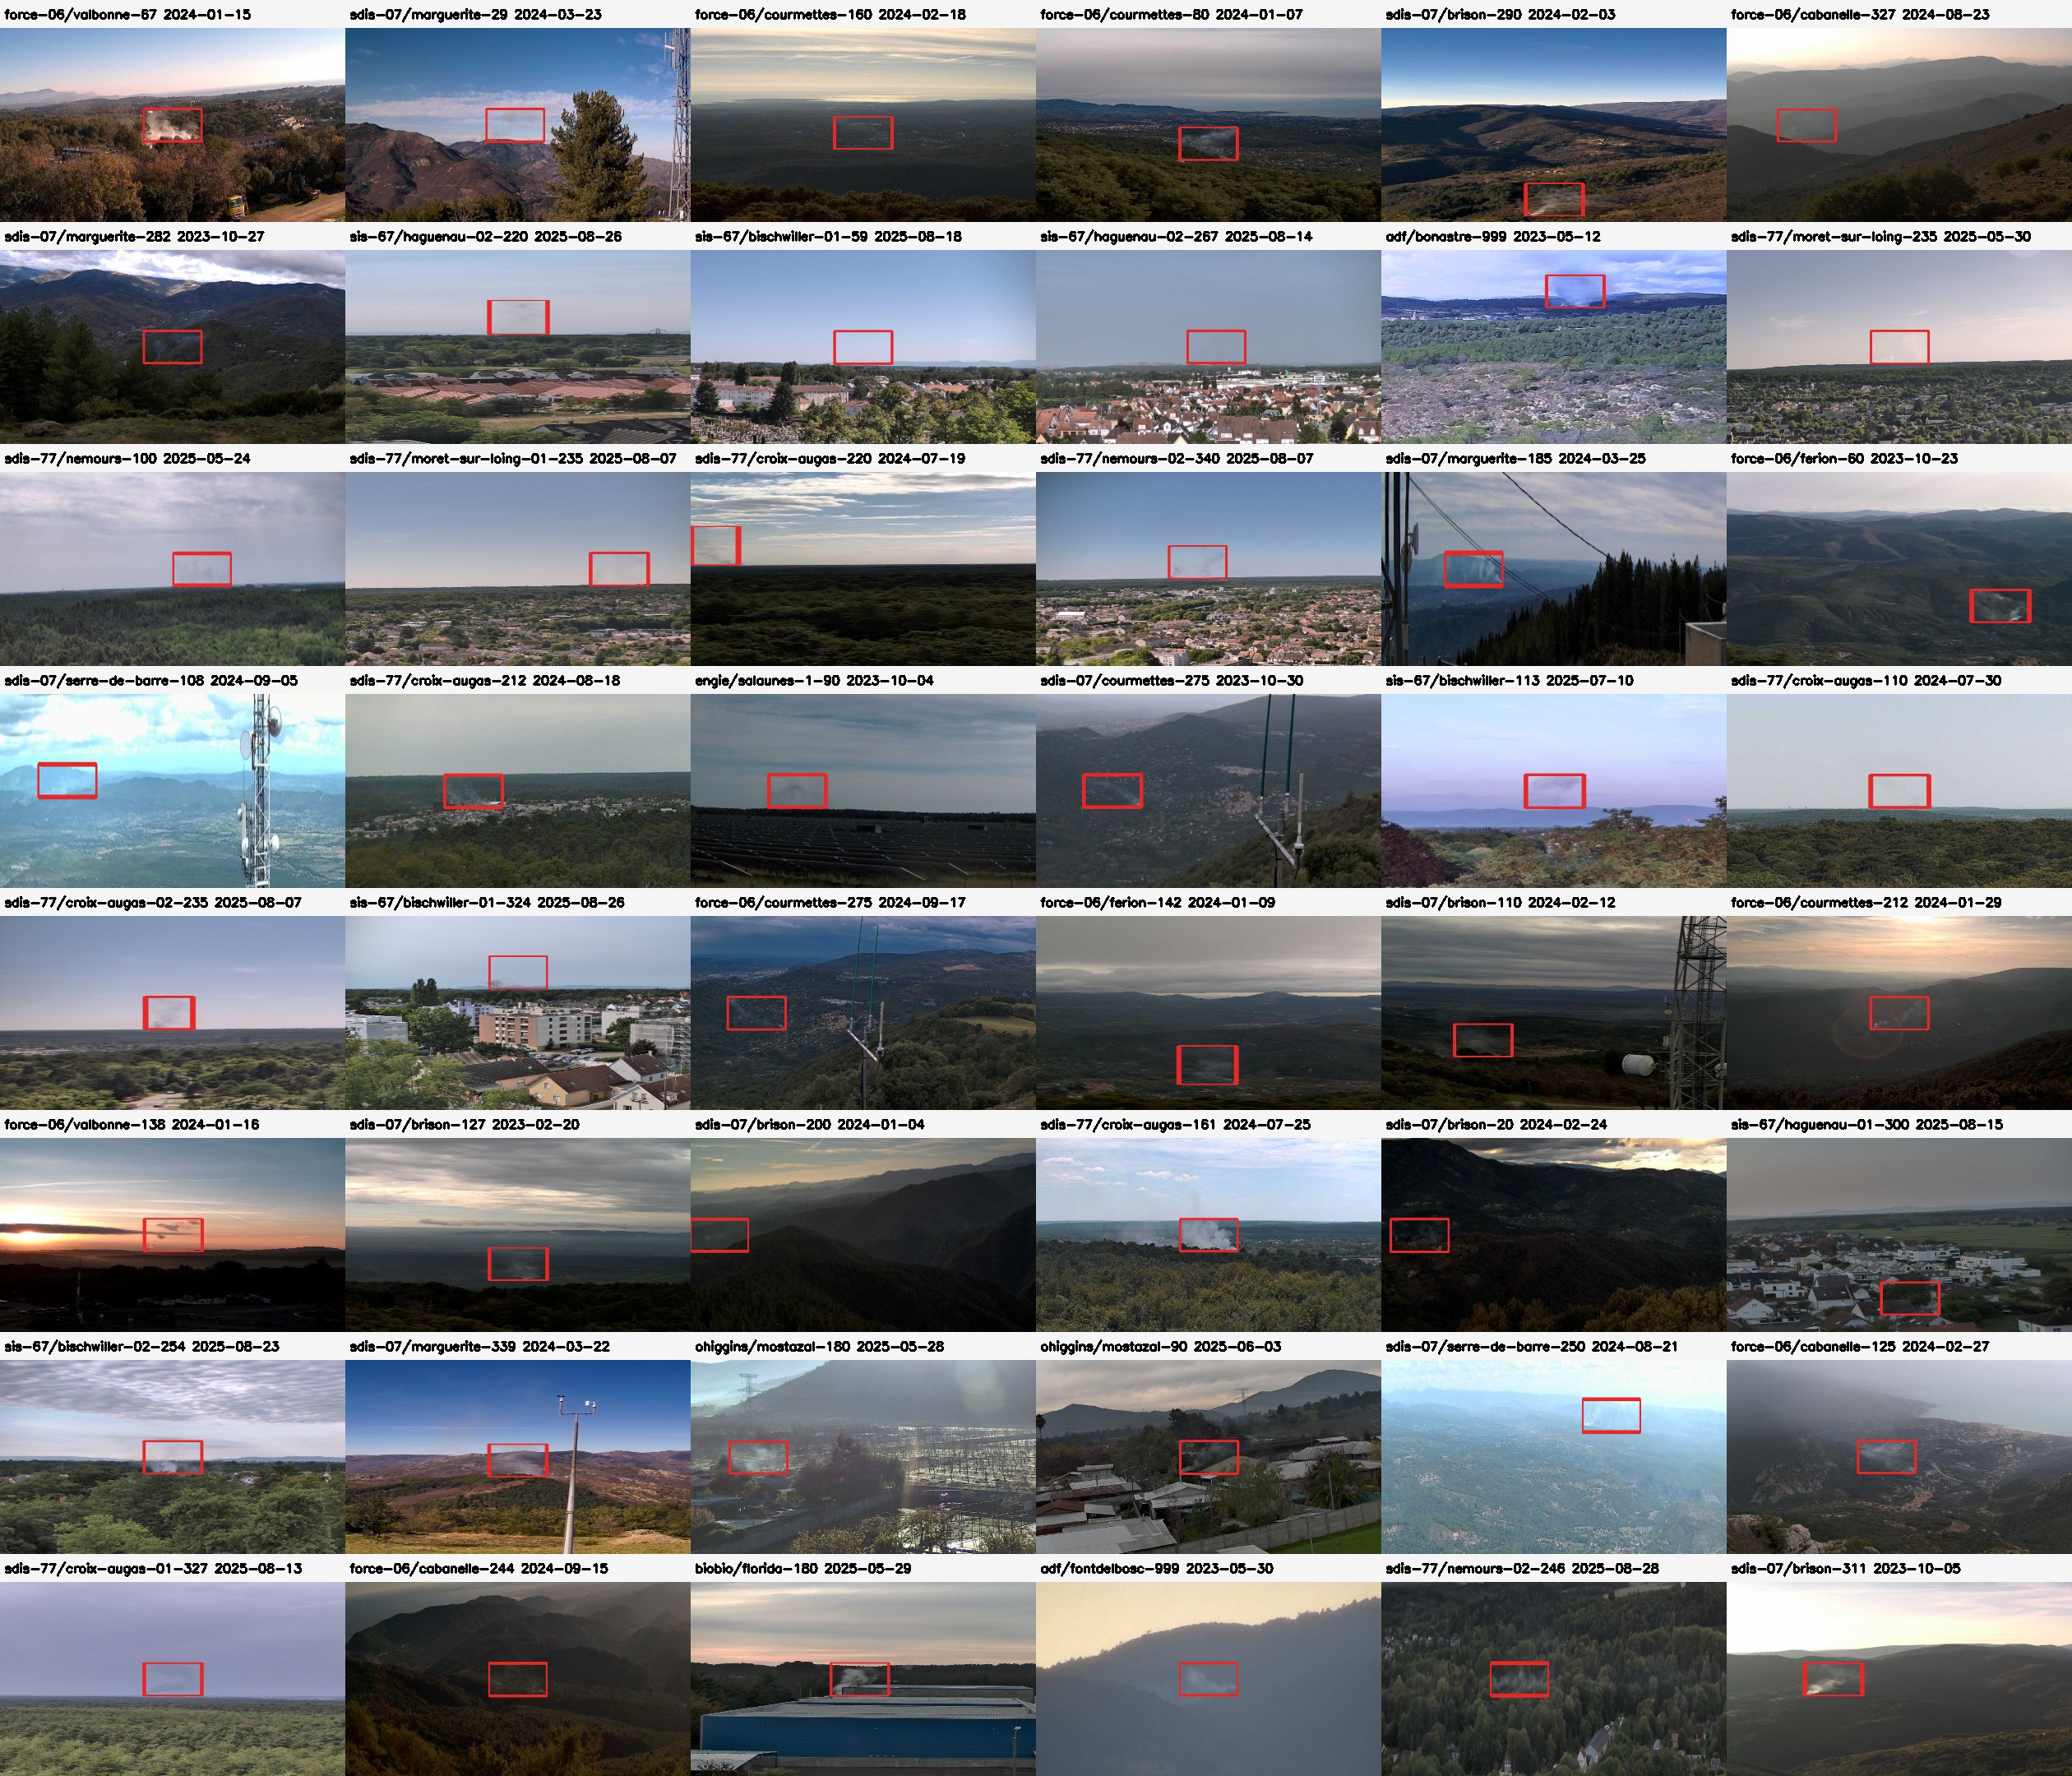 force-06/valbonne-67 2024-01-15
sdis-07/marguerite-29 2024-03-23
force-06/courmettes-160 2024-02-18
force-06/courmettes-80 2024-01-07
sdis-07/brison-290 2024-02-03
force-06/cabanelle-327 2024-08-23
sdis-07/marguerite-282 2023-10-27
sis-67/haguenau-02-220 2025-08-26
sis-67/bischwiller-01-59 2025-08-18
sis-67/haguenau-02-267 2025-08-14
adf/bonastre-999 2023-05-12
sdis-77/moret-sur-loing-235 2025-05-30
sdis-77/nemours-100 2025-05-24
sdis-77/moret-sur-loing-01-235 2025-08-07
sdis-77/croix-augas-220 2024-07-19
sdis-77/nemours-02-340 2025-08-07
sdis-07/marguerite-185 2024-03-25
force-06/ferion-60 2023-10-23
sdis-07/serre-de-barre-108 2024-09-05
sdis-77/croix-augas-212 2024-08-18
engie/salaunes-1-90 2023-10-04
sdis-07/courmettes-275 2023-10-30
sis-67/bischwiller-113 2025-07-10
sdis-77/croix-augas-110 2024-07-30
sdis-77/croix-augas-02-235 2025-08-07
sis-67/bischwiller-01-324 2025-08-26
force-06/courmettes-275 2024-09-17
force-06/ferion-142 2024-01-09
sdis-07/brison-110 2024-02-12
force-06/courmettes-212 2024-01-29
force-06/valbonne-138 2024-01-16
sdis-07/brison-127 2023-02-20
sdis-07/brison-200 2024-01-04
sdis-77/croix-augas-161 2024-07-25
sdis-07/brison-20 2024-02-24
sis-67/haguenau-01-300 2025-08-15
sis-67/bischwiller-02-254 2025-08-23
sdis-07/marguerite-339 2024-03-22
ohiggins/mostazal-180 2025-05-28
ohiggins/mostazal-90 2025-06-03
sdis-07/serre-de-barre-250 2024-08-21
force-06/cabanelle-125 2024-02-27
sdis-77/croix-augas-01-327 2025-08-13
force-06/cabanelle-244 2024-09-15
biobio/florida-180 2025-05-29
adf/fontdelbosc-999 2023-05-30
sdis-77/nemours-02-246 2025-08-28
sdis-07/brison-311 2023-10-05